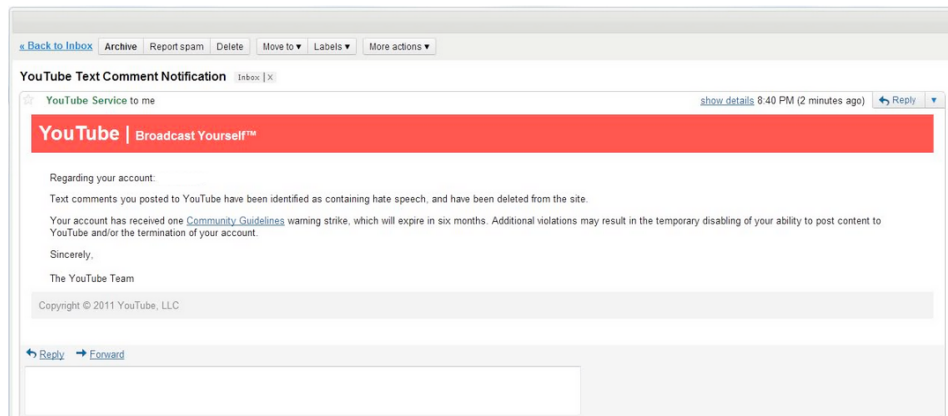 « Back to Inbox Archive Report spam Delete Move to ▾ Labels ▾ More actions ▾
YouTube Text Comment Notification Inbox | X
YouTube Service to me show details 8:40 PM (2 minutes ago) Reply ▾
YouTube | Broadcast Yourself™
Regarding your account:
Text comments you posted to YouTube have been identified as containing hate speech, and have been deleted from the site.
Your account has received one Community Guidelines warning strike, which will expire in six months. Additional violations may result in the temporary disabling of your ability to post content to
YouTube and/or the termination of your account.
Sincerely,
The YouTube Team
Copyright © 2011 YouTube, LLC
Reply Forward